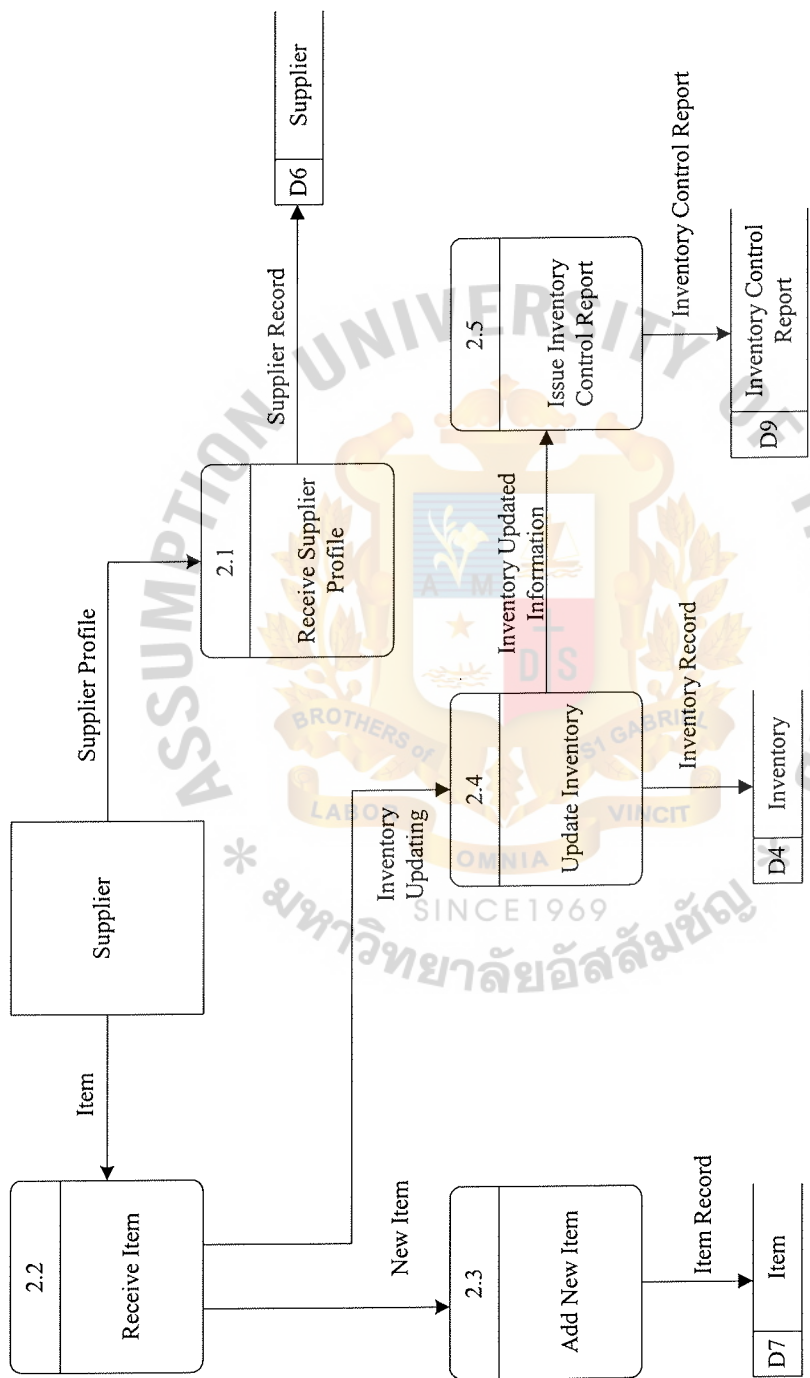 2.2
Receive Item
Item
Supplier
Supplier Profile
2.1
Receive Supplier
Profile
Supplier Record
D6 Supplier
New Item
Inventory
Updating
2.3
Add New Item
Item Record
D7 Item
2.4
Update Inventory
Inventory Record
D4 Inventory
Inventory Updated
Information
2.5
Issue Inventory
Control Report
Inventory Control Report
D9 Inventory Control
Report
ASSUMPTION UNIVERSITY OF
A M
D S
BROTHERS of
ST GABRIEL
LABOR
OMNIA
VINCIT
SINCE1969
มหาวิทยาลัยอัสสัมชัญ